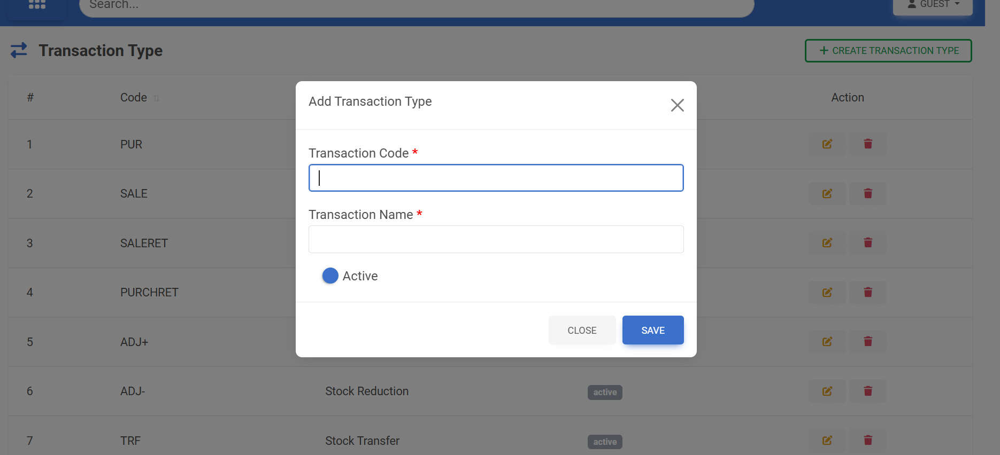 Search...
GUEST
Transaction Type
+ CREATE TRANSACTION TYPE
# Code Action
1 PUR
2 SALE
3 SALERET
4 PURCHRET
5 ADJ+
6 ADJ- Stock Reduction active
7 TRF Stock Transfer active
Add Transaction Type
Transaction Code *
Transaction Name *
Active
CLOSE SAVE